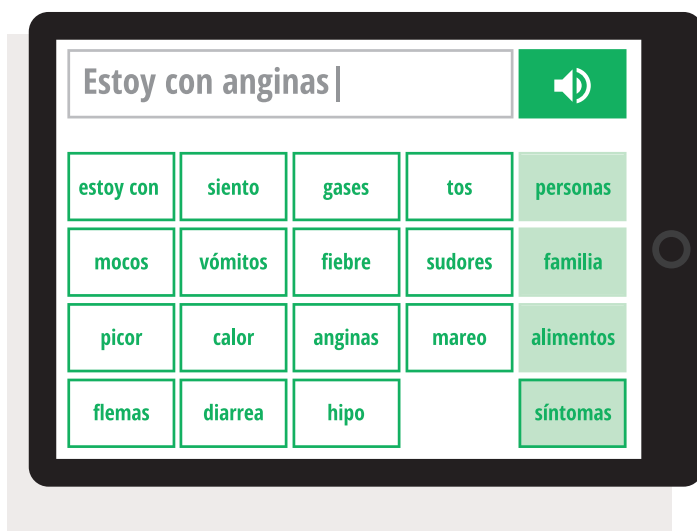 Estoy con anginas
estoy con siento gases tos personas
mocos vómitos fiebre sudores familia
picor calor anginas mareo alimentos
flemas diarrea hipo síntomas